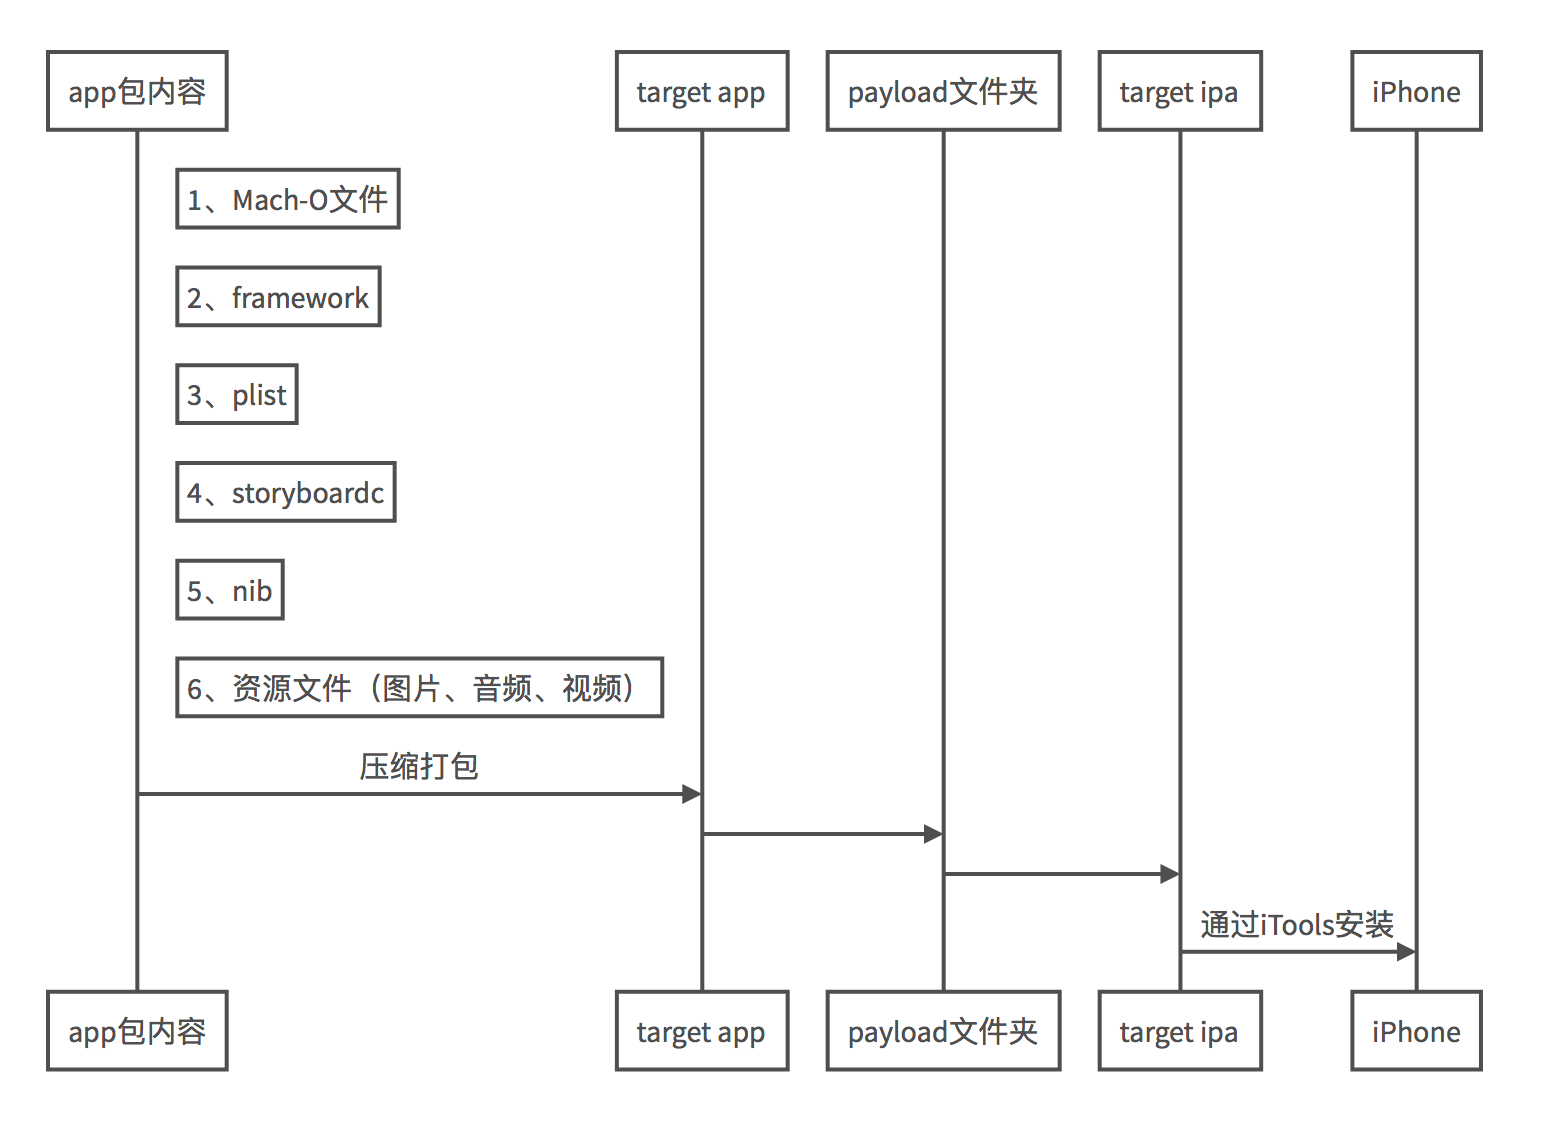 app包内容
target app
payload文件夹
target ipa
iPhone
1、Mach-O文件
2、framework
3、plist
4、storyboardc
5、nib
6、资源文件（图片、音频、视频）
压缩打包
通过iTools安装
app包内容
target app
payload文件夹
target ipa
iPhone